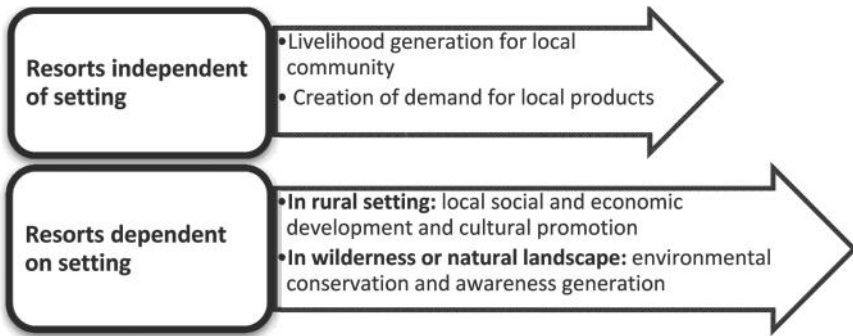 Resorts independent
of setting
•Livelihood generation for local
community
• Creation of demand for local products
Resorts dependent
on setting
•In rural setting: local social and economic
development and cultural promotion
•In wilderness or natural landscape: environmental
conservation and awareness generation